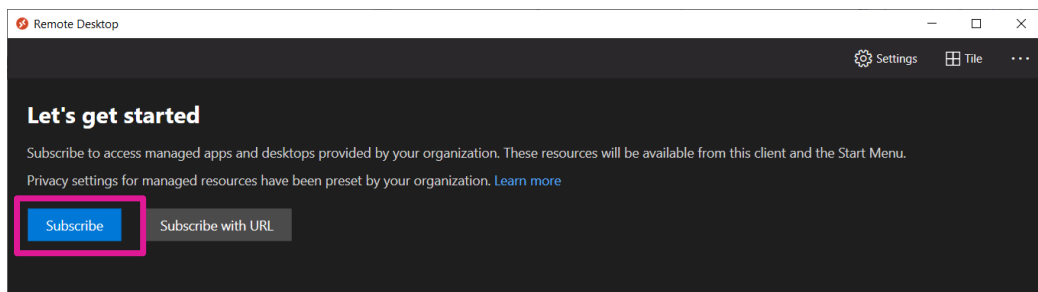 Remote Desktop
Settings Tile
Let's get started
Subscribe to access managed apps and desktops provided by your organization. These resources will be available from this client and the Start Menu.
Privacy settings for managed resources have been preset by your organization. Learn more
Subscribe Subscribe with URL